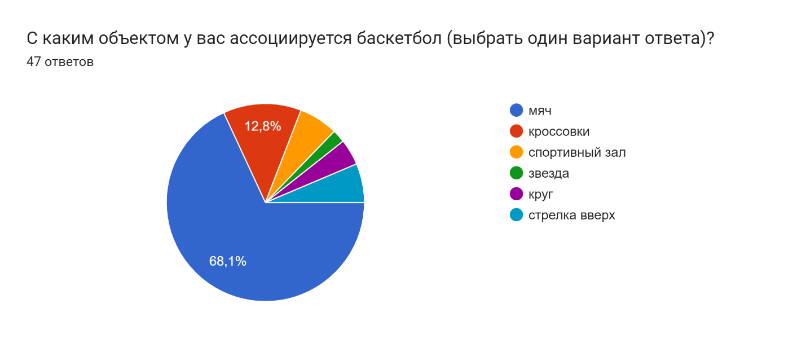 С каким объектом у вас ассоциируется баскетбол (выбрать один вариант ответа)?
47 ответов
12,8%
68,1%
мяч
кроссовки
спортивный зал
звезда
круг
стрелка вверх